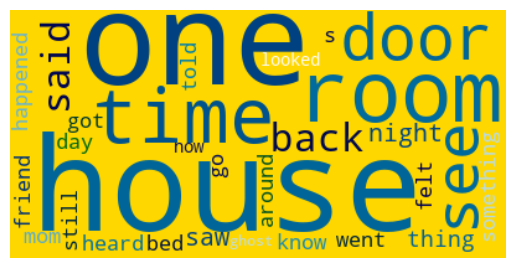 one
door
happened
said
told
looked
s
room
time
got
day
now
back
night
see
something
house
friend
still
go
around
felt
mom
heard
bed
saw
ghost
know
went
thing